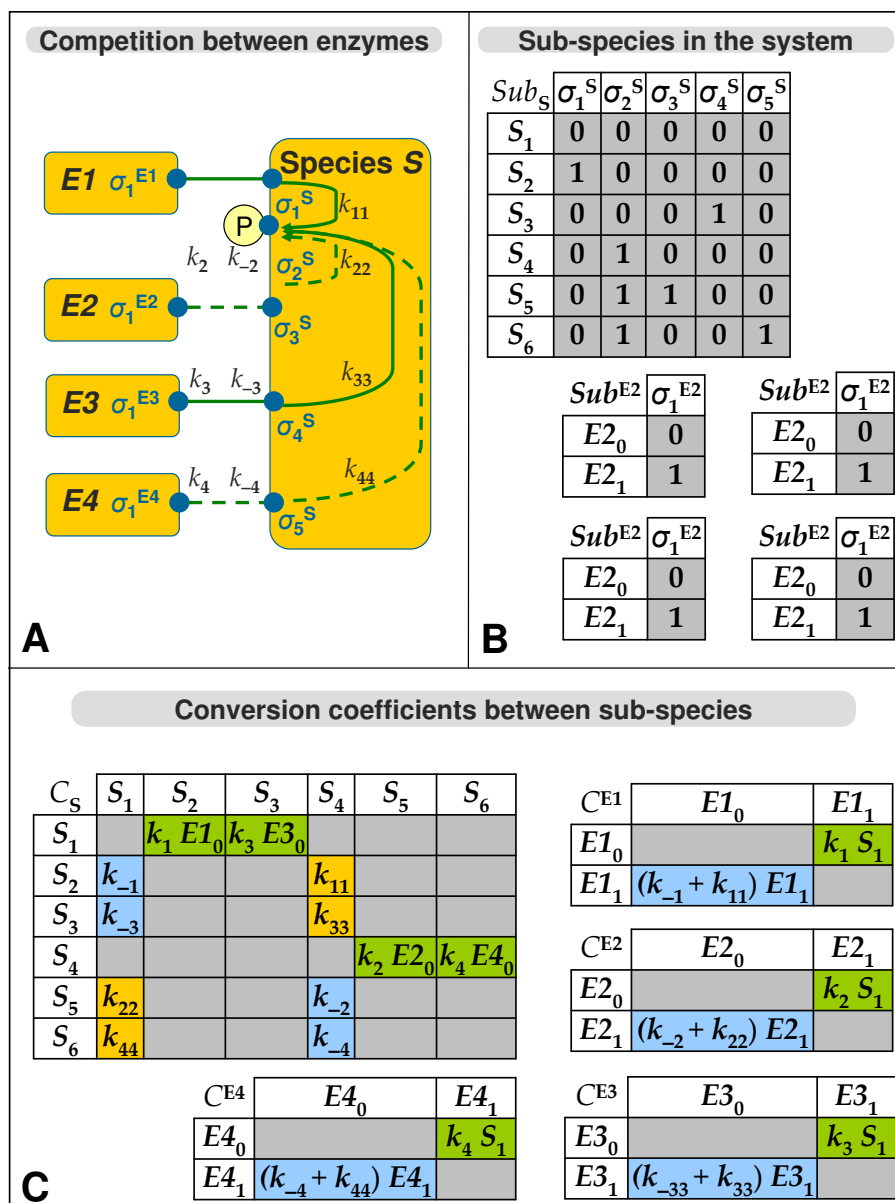 Competition between enzymes
Species S
E1 σ₁ᴱ¹
σ₁ˢ
k₁₁
P
k₂ k₋₂
σ₂ˢ
k₂₂
E2 σ₁ᴱ²
σ₃ˢ
k₃ k₋₃
k₃₃
E3 σ₁ᴱ³
σ₄ˢ
k₄ k₋₄
k₄₄
E4 σ₁ᴱ⁴
σ₅ˢ
A
Sub-species in the system
Sub_S σ₁ˢ σ₂ˢ σ₃ˢ σ₄ˢ σ₅ˢ
S₁ 0 0 0 0 0
S₂ 1 0 0 0 0
S₃ 0 0 0 1 0
S₄ 0 1 0 0 0
S₅ 0 1 1 0 0
S₆ 0 1 0 0 1
Subᴱ² σ₁ᴱ²
E2₀ 0
E2₁ 1
Subᴱ² σ₁ᴱ²
E2₀ 0
E2₁ 1
Subᴱ² σ₁ᴱ²
E2₀ 0
E2₁ 1
Subᴱ² σ₁ᴱ²
E2₀ 0
E2₁ 1
B
Conversion coefficients between sub-species
C_S S₁ S₂ S₃ S₄ S₅ S₆
S₁ k₁ E1₀ k₃ E3₀
S₂ k₋₁ k₁₁
S₃ k₋₃ k₃₃
S₄ k₂ E2₀ k₄ E4₀
S₅ k₂₂ k₋₂
S₆ k₄₄ k₋₄
Cᴱ¹ E1₀ E1₁
E1₀ k₁ S₁
E1₁ (k₋₁ + k₁₁) E1₁
Cᴱ² E2₀ E2₁
E2₀ k₂ S₁
E2₁ (k₋₂ + k₂₂) E2₁
Cᴱ⁴ E4₀ E4₁
E4₀ k₄ S₁
E4₁ (k₋₄ + k₄₄) E4₁
Cᴱ³ E3₀ E3₁
E3₀ k₃ S₁
E3₁ (k₋₃₃ + k₃₃) E3₁
C